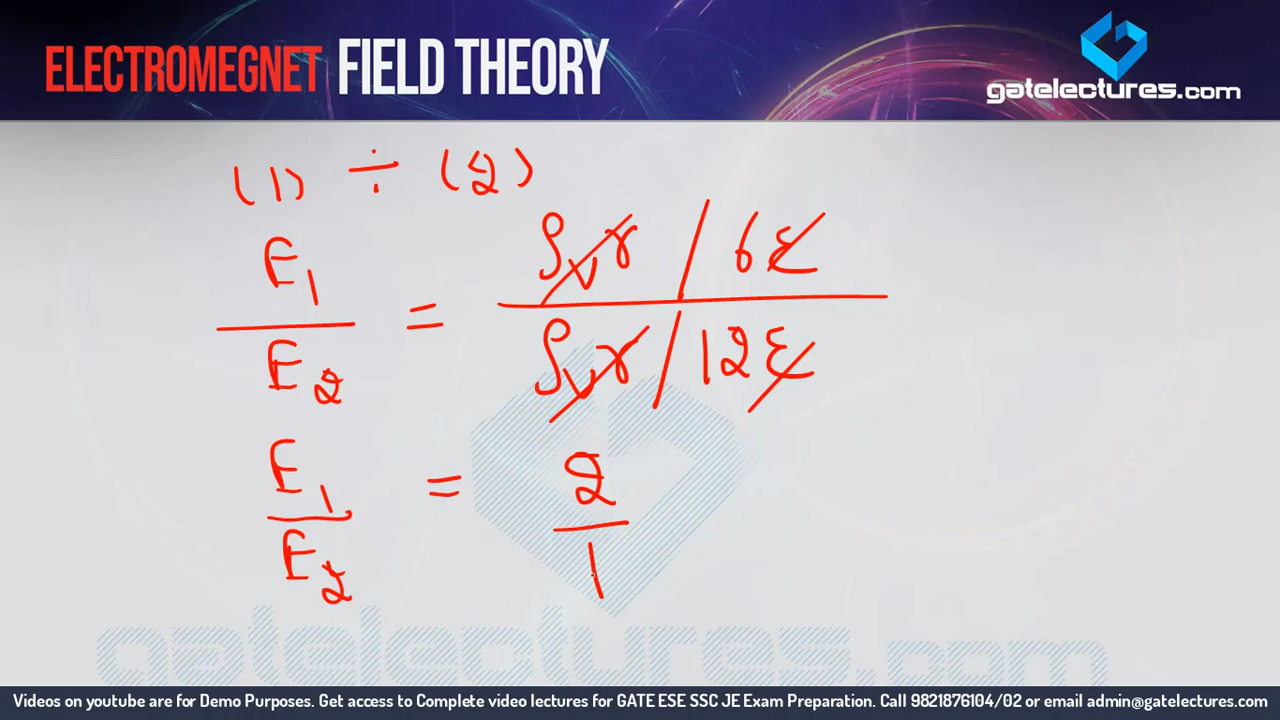 ELECTROMEGNET FIELD THEORY
gatelectures.com
(1) ÷ (2)
E₁/E₂ = (ρᵥr / 6ε)/(ρᵥr / 12ε)
E₁/E₂ = 2/1
gatelectures.com
Videos on youtube are for Demo Purposes. Get access to Complete video lectures for GATE ESE SSC JE Exam Preparation. Call 9821876104/02 or email admin@gatelectures.com